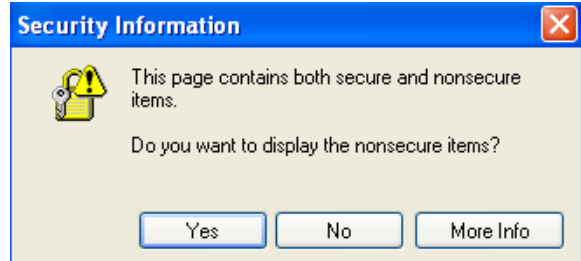 Security Information
This page contains both secure and nonsecure
items.
Do you want to display the nonsecure items?
Yes
No
More Info